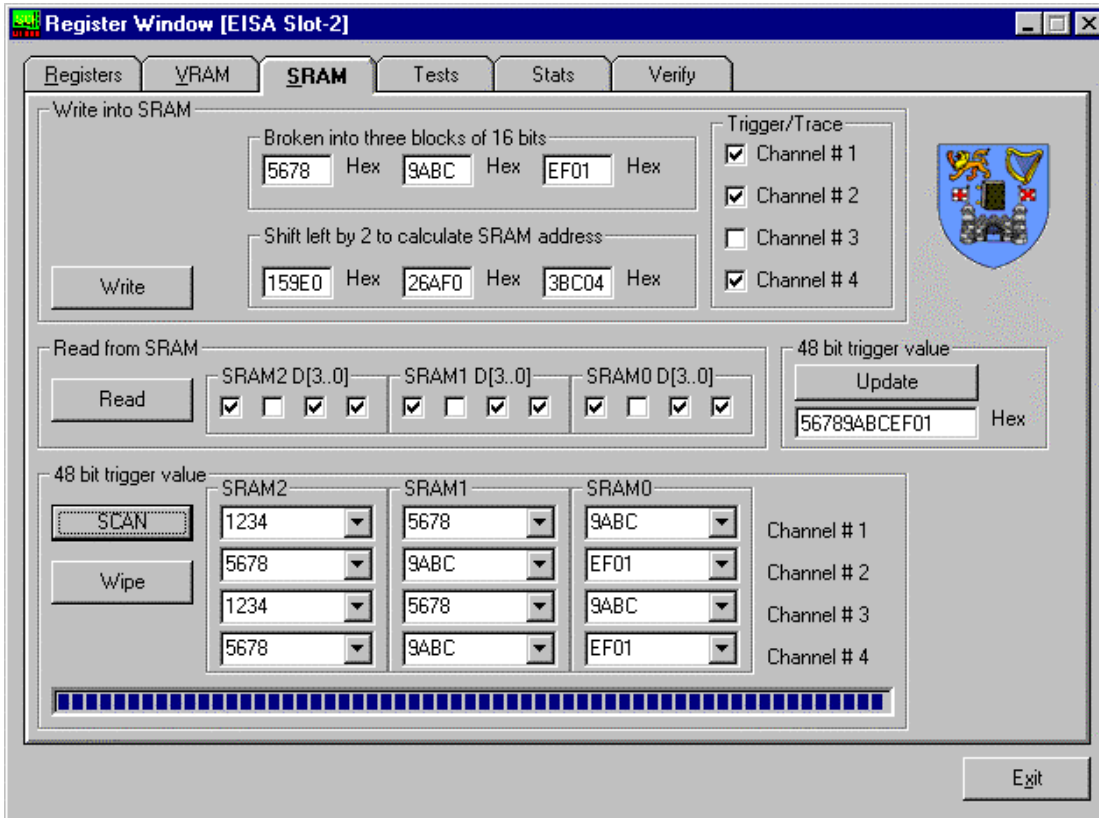 Register Window [EISA Slot-2]
Registers VRAM SRAM Tests Stats Verify
Write into SRAM
Broken into three blocks of 16 bits
5678 Hex 9ABC Hex EF01 Hex
Shift left by 2 to calculate SRAM address
159E0 Hex 26AF0 Hex 3BC04 Hex
Write
Trigger/Trace
Channel # 1
Channel # 2
Channel # 3
Channel # 4
Read from SRAM
Read
SRAM2 D[3..0] SRAM1 D[3..0] SRAM0 D[3..0]
48 bit trigger value
Update
56789ABCEF01 Hex
48 bit trigger value
SCAN
Wipe
SRAM2 SRAM1 SRAM0
1234 5678 9ABC Channel # 1
5678 9ABC EF01 Channel # 2
1234 5678 9ABC Channel # 3
5678 9ABC EF01 Channel # 4
Exit